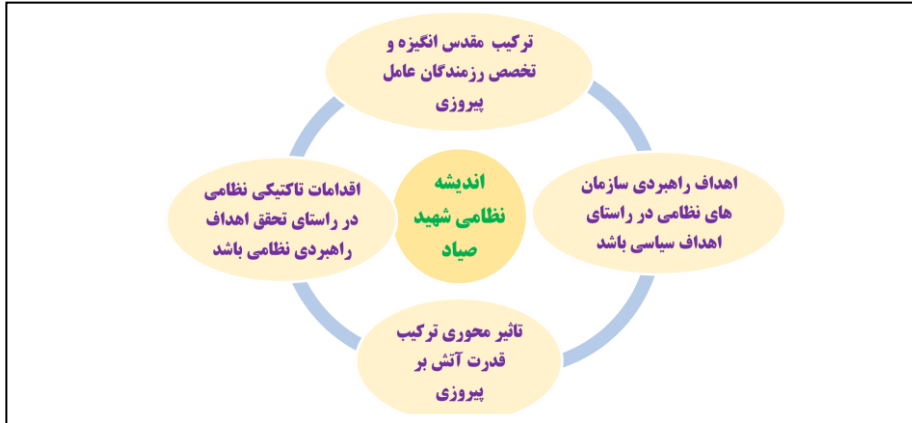 ترکیب مقدس انگیزه و
تخصص رزمندگان عامل
پیروزی
اهداف راهبردی سازمان
های نظامی در راستای
اهداف سیاسی باشد
اندیشه
نظامی شهید
صیاد
اقدامات تاکتیکی نظامی
در راستای تحقق اهداف
راهبردی نظامی باشد
تاثیر محوری ترکیب
قدرت آتش بر
پیروزی